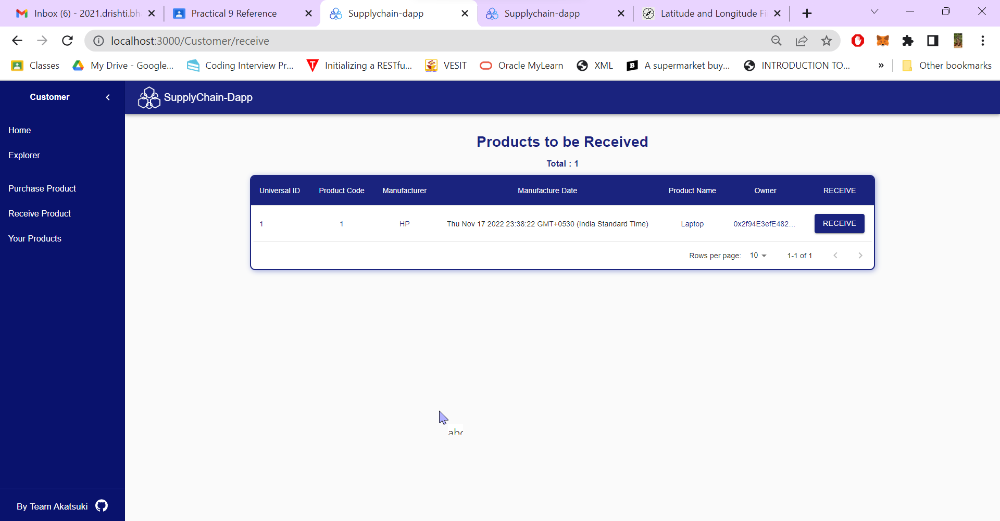 Inbox (6) - 2021.drishti.bh
Practical 9 Reference
Supplychain-dapp
Supplychain-dapp
Latitude and Longitude Fi
localhost:3000/Customer/receive
Classes
My Drive - Google...
Coding Interview Pr...
Initializing a RESTfu...
VESIT
Oracle MyLearn
XML
A supermarket buy...
INTRODUCTION TO...
»
Other bookmarks
Customer
SupplyChain-Dapp
Home
Explorer
Purchase Product
Receive Product
Your Products
Products to be Received
Total : 1
Universal ID Product Code Manufacturer Manufacture Date Product Name Owner RECEIVE
1 1 HP Thu Nov 17 2022 23:38:22 GMT+0530 (India Standard Time) Laptop 0x2f94E3efE482... RECEIVE
Rows per page: 10 1-1 of 1
abc
By Team Akatsuki